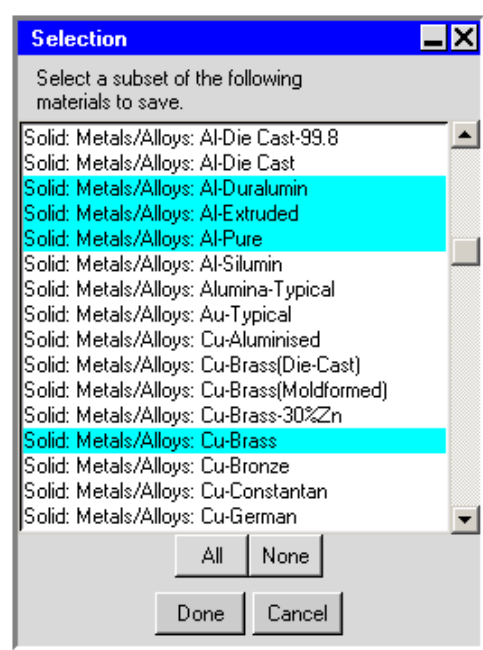 Selection
Select a subset of the following
materials to save.
Solid: Metals/Alloys: Al-Die Cast-99.8
Solid: Metals/Alloys: Al-Die Cast
Solid: Metals/Alloys: Al-Duralumin
Solid: Metals/Alloys: Al-Extruded
Solid: Metals/Alloys: Al-Pure
Solid: Metals/Alloys: Al-Silumin
Solid: Metals/Alloys: Alumina-Typical
Solid: Metals/Alloys: Au-Typical
Solid: Metals/Alloys: Cu-Aluminised
Solid: Metals/Alloys: Cu-Brass(Die-Cast)
Solid: Metals/Alloys: Cu-Brass(Moldformed)
Solid: Metals/Alloys: Cu-Brass-30%Zn
Solid: Metals/Alloys: Cu-Brass
Solid: Metals/Alloys: Cu-Bronze
Solid: Metals/Alloys: Cu-Constantan
Solid: Metals/Alloys: Cu-German
All None
Done Cancel